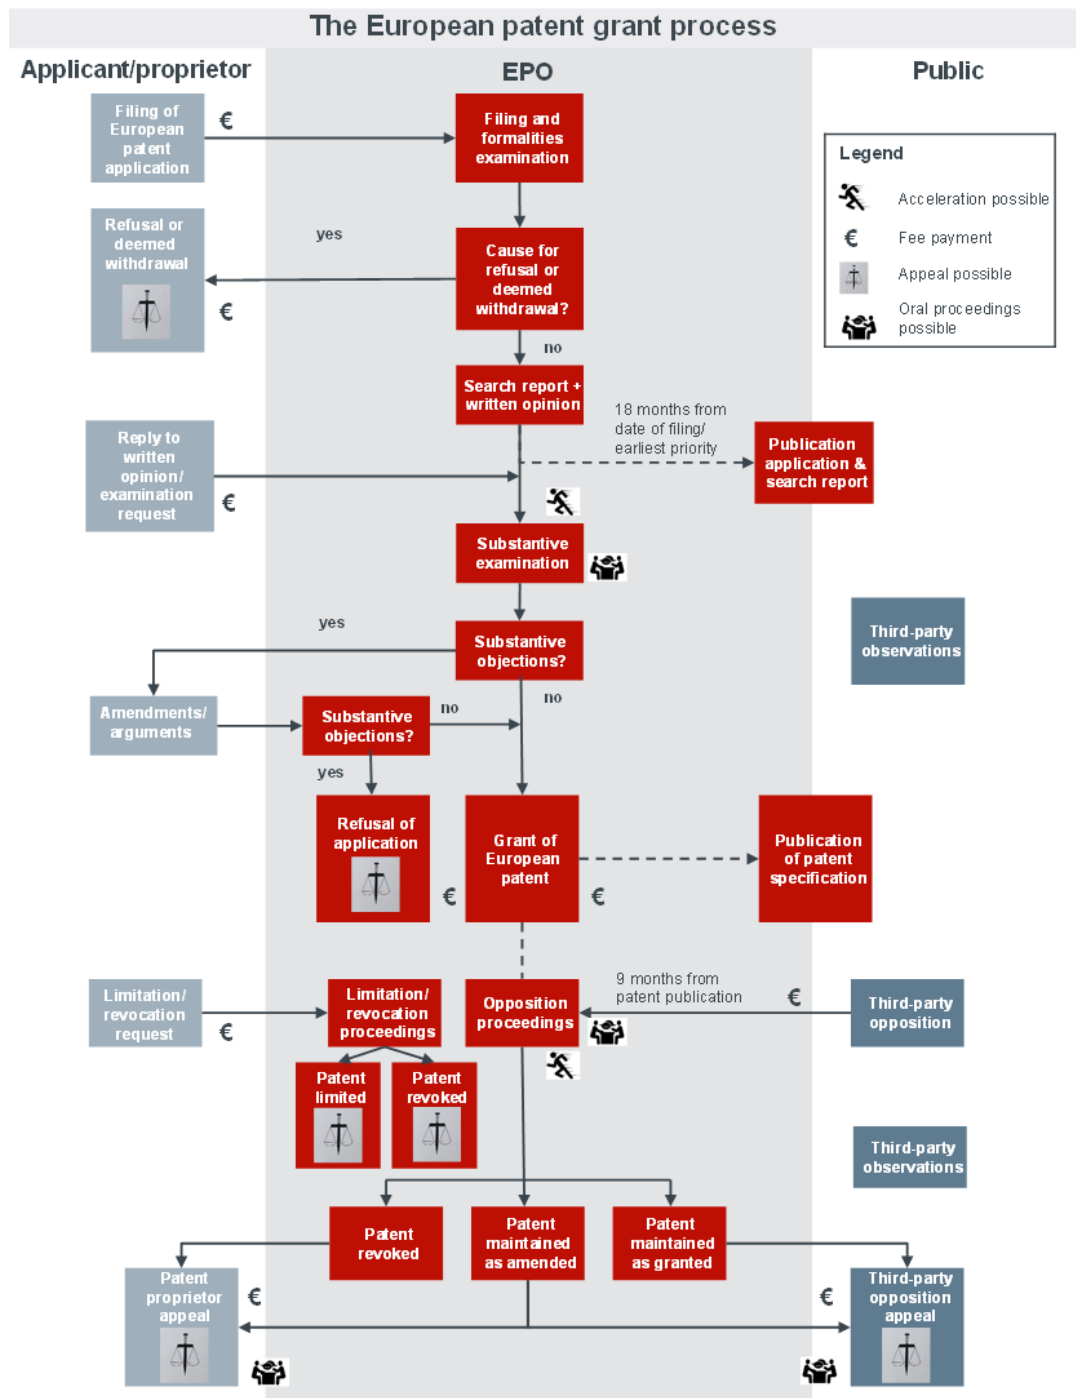 The European patent grant process
Applicant/proprietor
EPO
Public
Filing of
European
patent
application
€
Filing and
formalities
examination
Legend
Acceleration possible
€
Fee payment
Appeal possible
Oral proceedings
possible
Refusal or
deemed
withdrawal
yes
€
Cause for
refusal or
deemed
withdrawal?
no
Search report +
written opinion
18 months from
date of filing/
earliest priority
Publication
application &
search report
Reply to
written
opinion/
examination
request
€
Substantive
examination
Third-party
observations
yes
Substantive
objections?
no
Amendments/
arguments
Substantive
objections?
no
yes
Refusal of
application
€
Grant of
European
patent
€
Publication
of patent
specification
Limitation/
revocation
request
€
Limitation/
revocation
proceedings
Opposition
proceedings
9 months from
patent publication
€
Third-party
opposition
Patent
limited
Patent
revoked
Third-party
observations
Patent
revoked
Patent
maintained
as amended
Patent
maintained
as granted
Patent
proprietor
appeal
€
€
Third-party
opposition
appeal